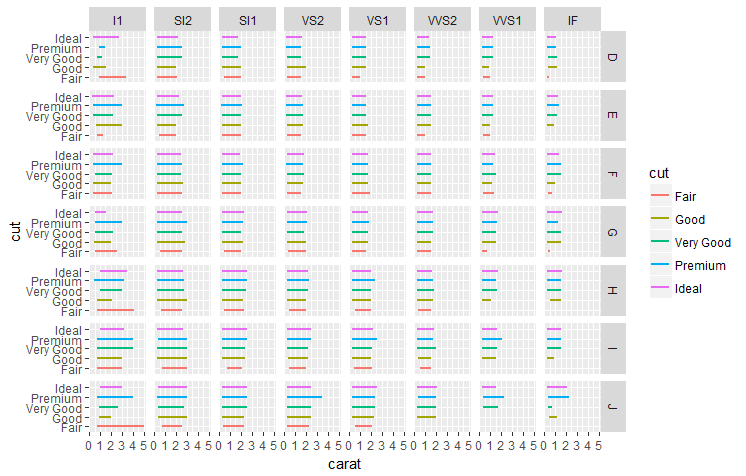 I1 SI2 SI1 VS2 VS1 VVS2 VVS1 IF
Ideal
Premium
Very Good
Good
Fair
D
Ideal
Premium
Very Good
Good
Fair
E
Ideal
Premium
Very Good
Good
Fair
F
Ideal
Premium
Very Good
Good
Fair
G
Ideal
Premium
Very Good
Good
Fair
H
Ideal
Premium
Very Good
Good
Fair
I
Ideal
Premium
Very Good
Good
Fair
J
0 1 2 3 4 5 0 1 2 3 4 5 0 1 2 3 4 5 0 1 2 3 4 5 0 1 2 3 4 5 0 1 2 3 4 5 0 1 2 3 4 5 0 1 2 3 4 5
carat
cut
cut
Fair
Good
Very Good
Premium
Ideal